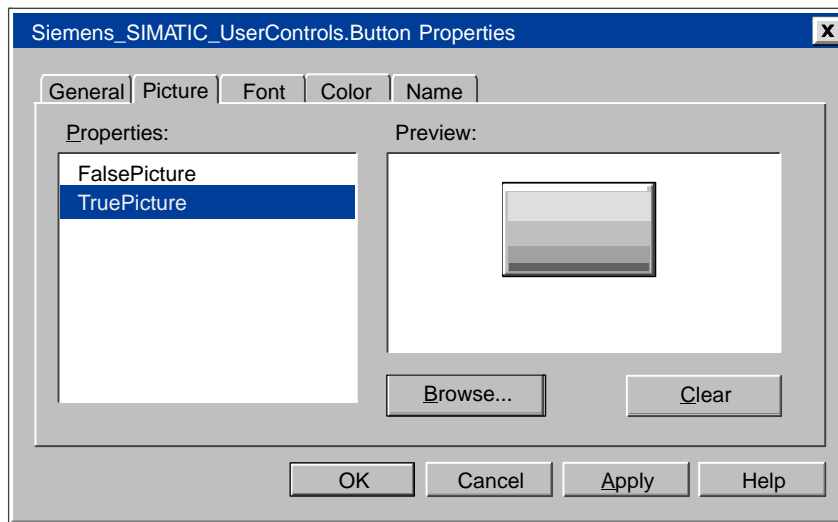 Siemens_SIMATIC_UserControls.Button Properties X
General Picture Font Color Name
Properties: Preview:
FalsePicture
TruePicture
Browse... Clear
OK Cancel Apply Help